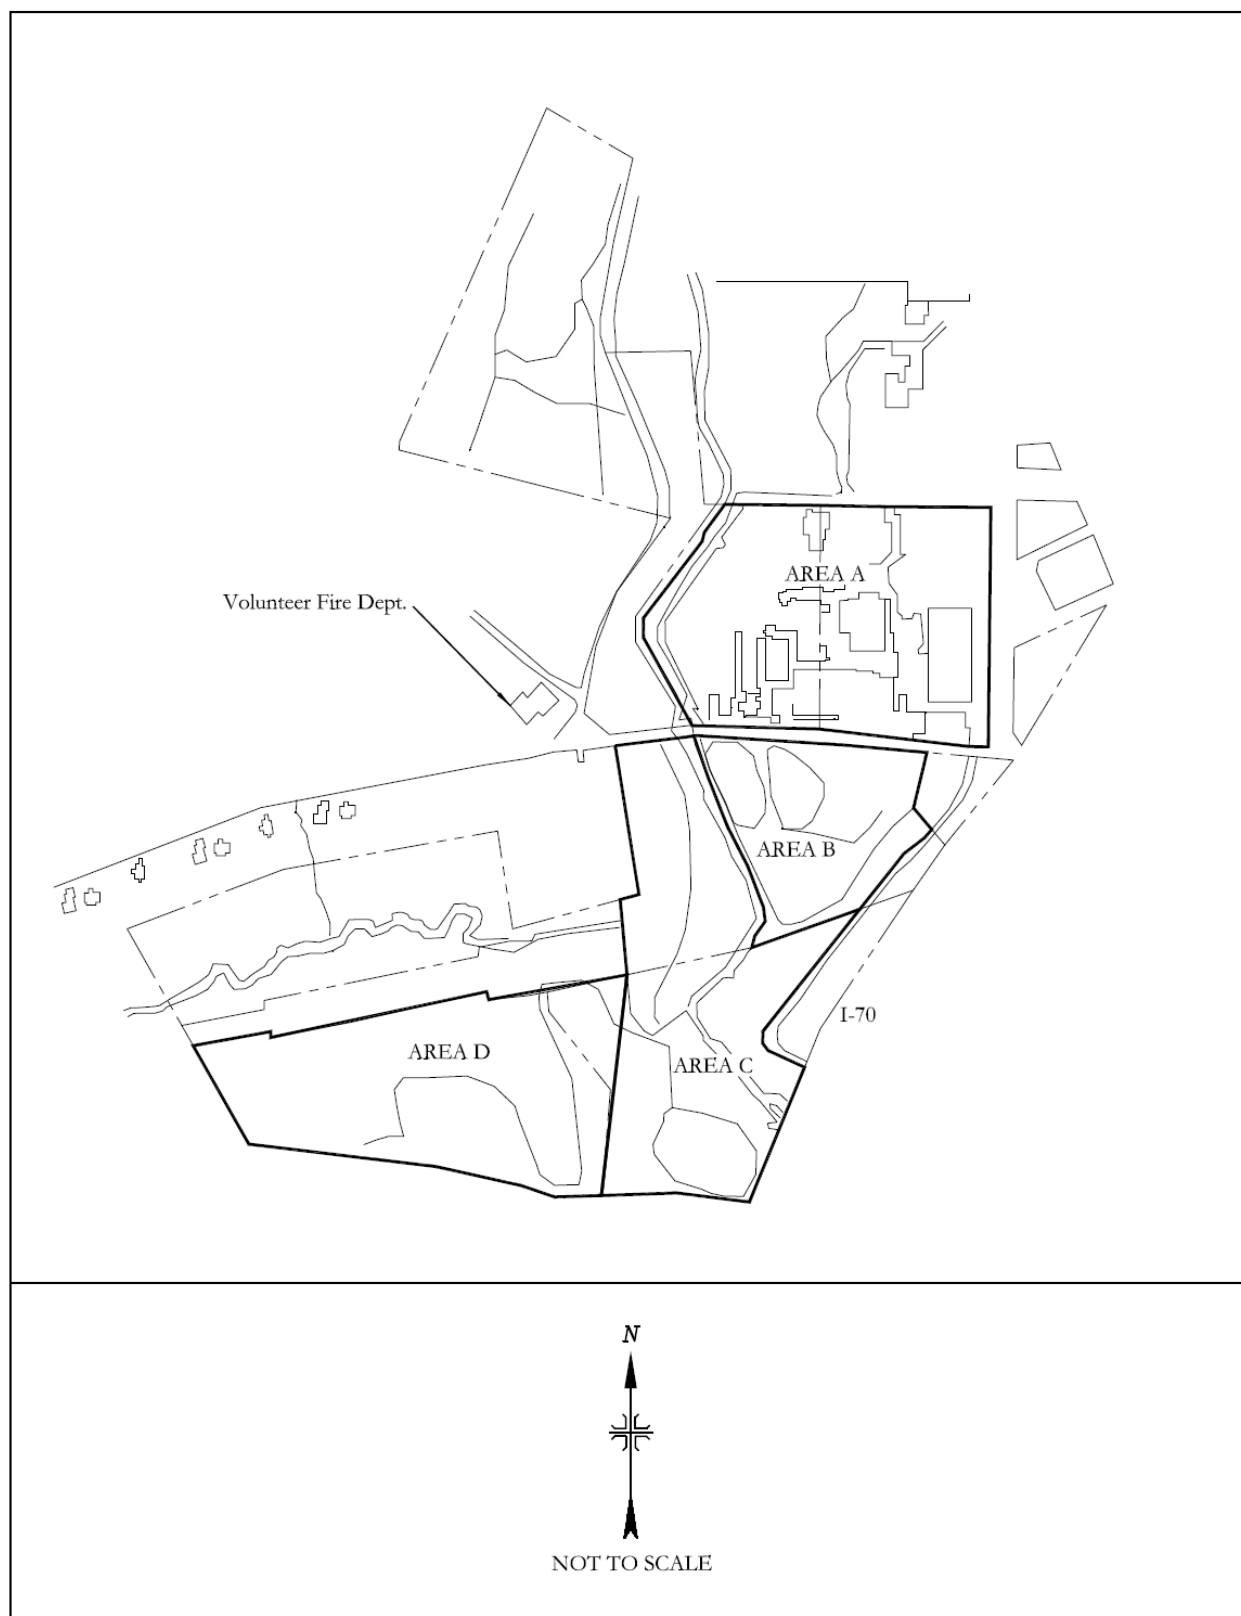 AREA A
Volunteer Fire Dept.
AREA B
I-70
AREA D
AREA C
N
NOT TO SCALE